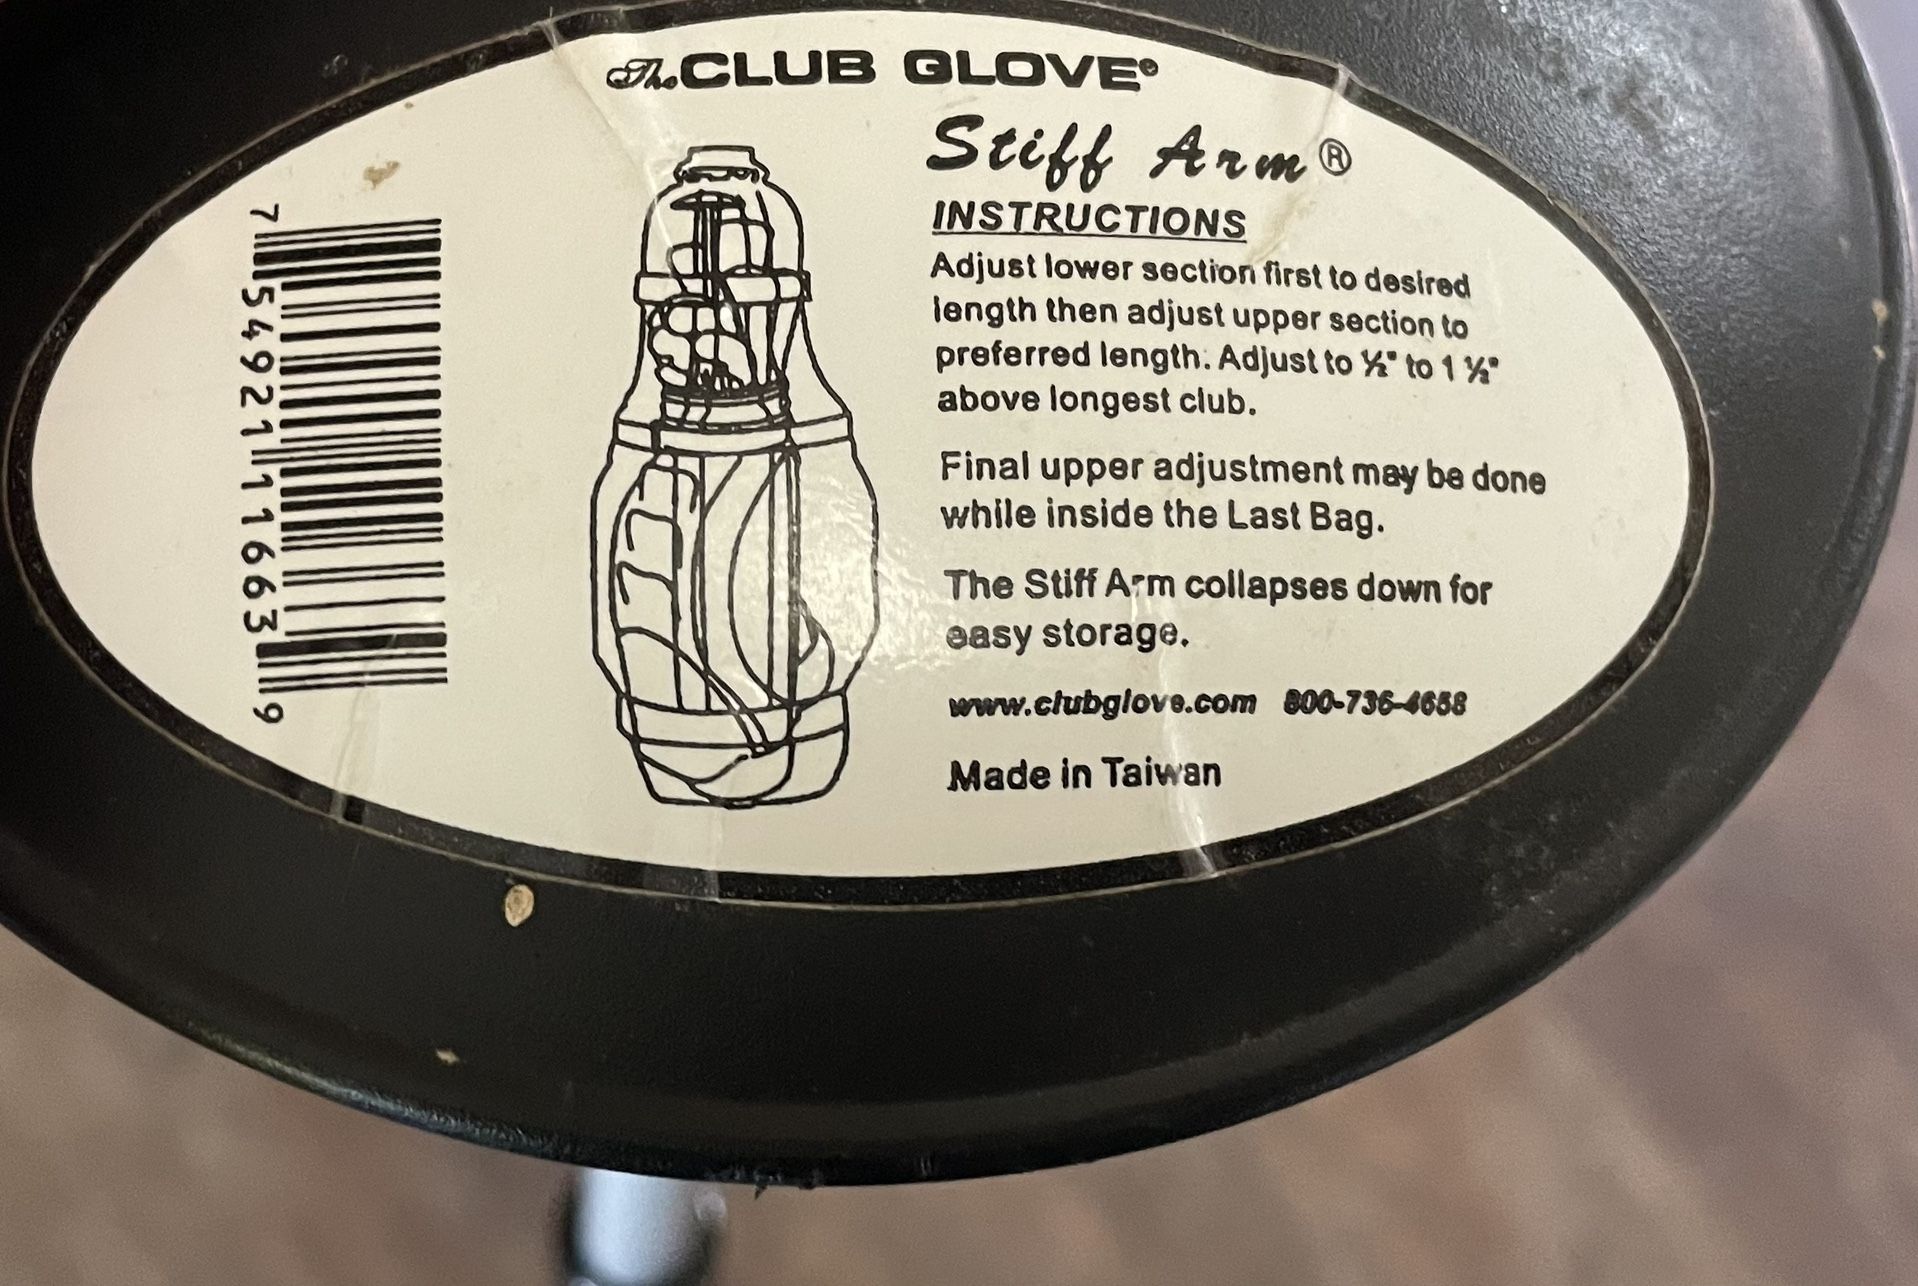 The CLUB GLOVE®
Stiff Arm®
INSTRUCTIONS
Adjust lower section first to desired
length then adjust upper section to
preferred length. Adjust to ½" to 1 ½"
above longest club.
Final upper adjustment may be done
while inside the Last Bag.
The Stiff Arm collapses down for
easy storage.
www.clubglove.com 800-736-4658
Made in Taiwan
7 54921 11663 9